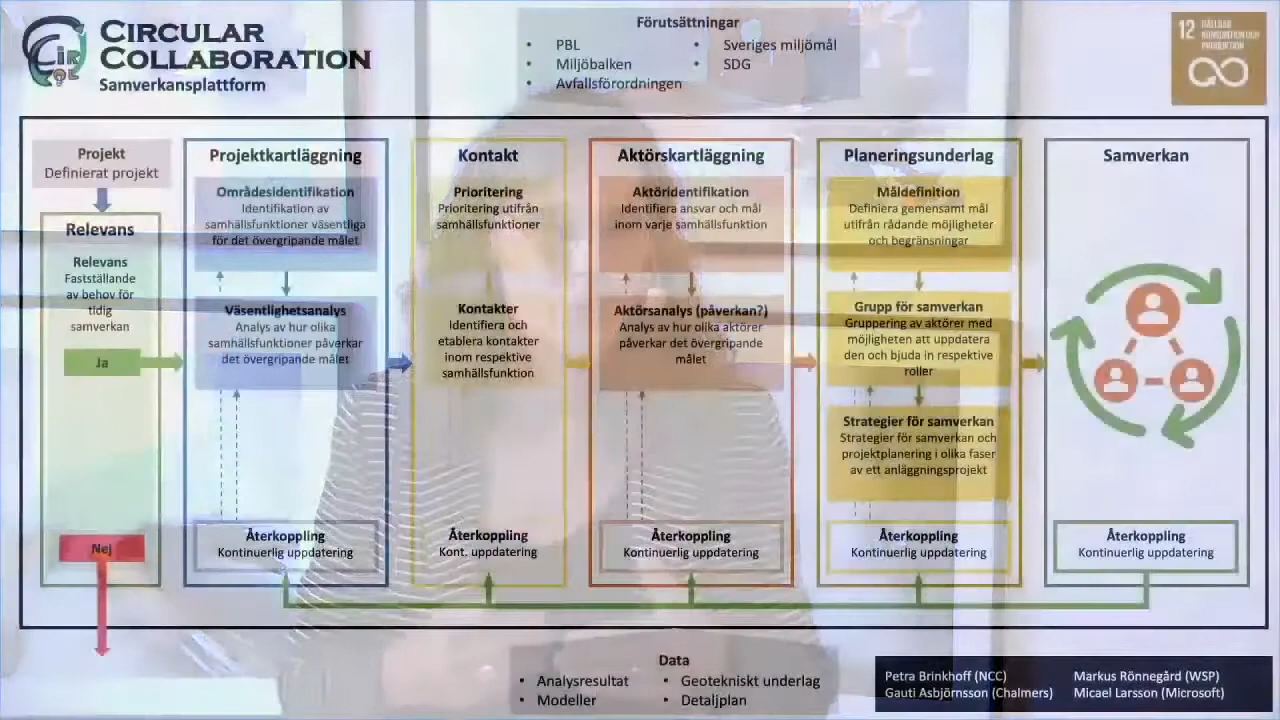 CIRCULAR
COLLABORATION
Samverkansplattform
CIRCLE
Förutsättningar
• PBL
• Miljöbalken
• Avfallsförordningen
• Sveriges miljömål
• SDG
12 HÅLLBAR
KONSUMTION OCH
PRODUKTION
Projekt
Definierat projekt
Relevans
Relevans
Fastställande
av behov för
tidig
samverkan
Ja
Nej
Projektkartläggning
Områdesidentifikation
Identifikation av
samhällsfunktioner väsentliga
för det övergripande målet
Väsentlighetsanalys
Analys av hur olika
samhällsfunktioner påverkar
det övergripande målet
Återkoppling
Kontinuerlig uppdatering
Kontakt
Prioritering
Prioritering utifrån
samhällsfunktioner
Kontakter
Identifiera och
etablera kontakter
inom respektive
samhällsfunktion
Återkoppling
Kont. uppdatering
Aktörskartläggning
Aktöridentifikation
Identifiera ansvar och mål
inom varje samhällsfunktion
Aktörsanalys (påverkan?)
Analys av hur olika aktörer
påverkar det övergripande
målet
Återkoppling
Kontinuerlig uppdatering
Planeringsunderlag
Måldefinition
Definiera gemensamt mål
utifrån rådande möjligheter
och begränsningar
Grupp för samverkan
Gruppering av aktörer med
möjligheten att uppdatera
den och bjuda in respektive
roller
Strategier för samverkan
Strategier för samverkan och
projektplanering i olika faser
av ett anläggningsprojekt
Återkoppling
Kontinuerlig uppdatering
Samverkan
Återkoppling
Kontinuerlig uppdatering
Data
• Analysresultat
• Modeller
• Geotekniskt underlag
• Detaljplan
Petra Brinkhoff (NCC)
Gauti Asbjörnsson (Chalmers)
Markus Rönnegård (WSP)
Micael Larsson (Microsoft)